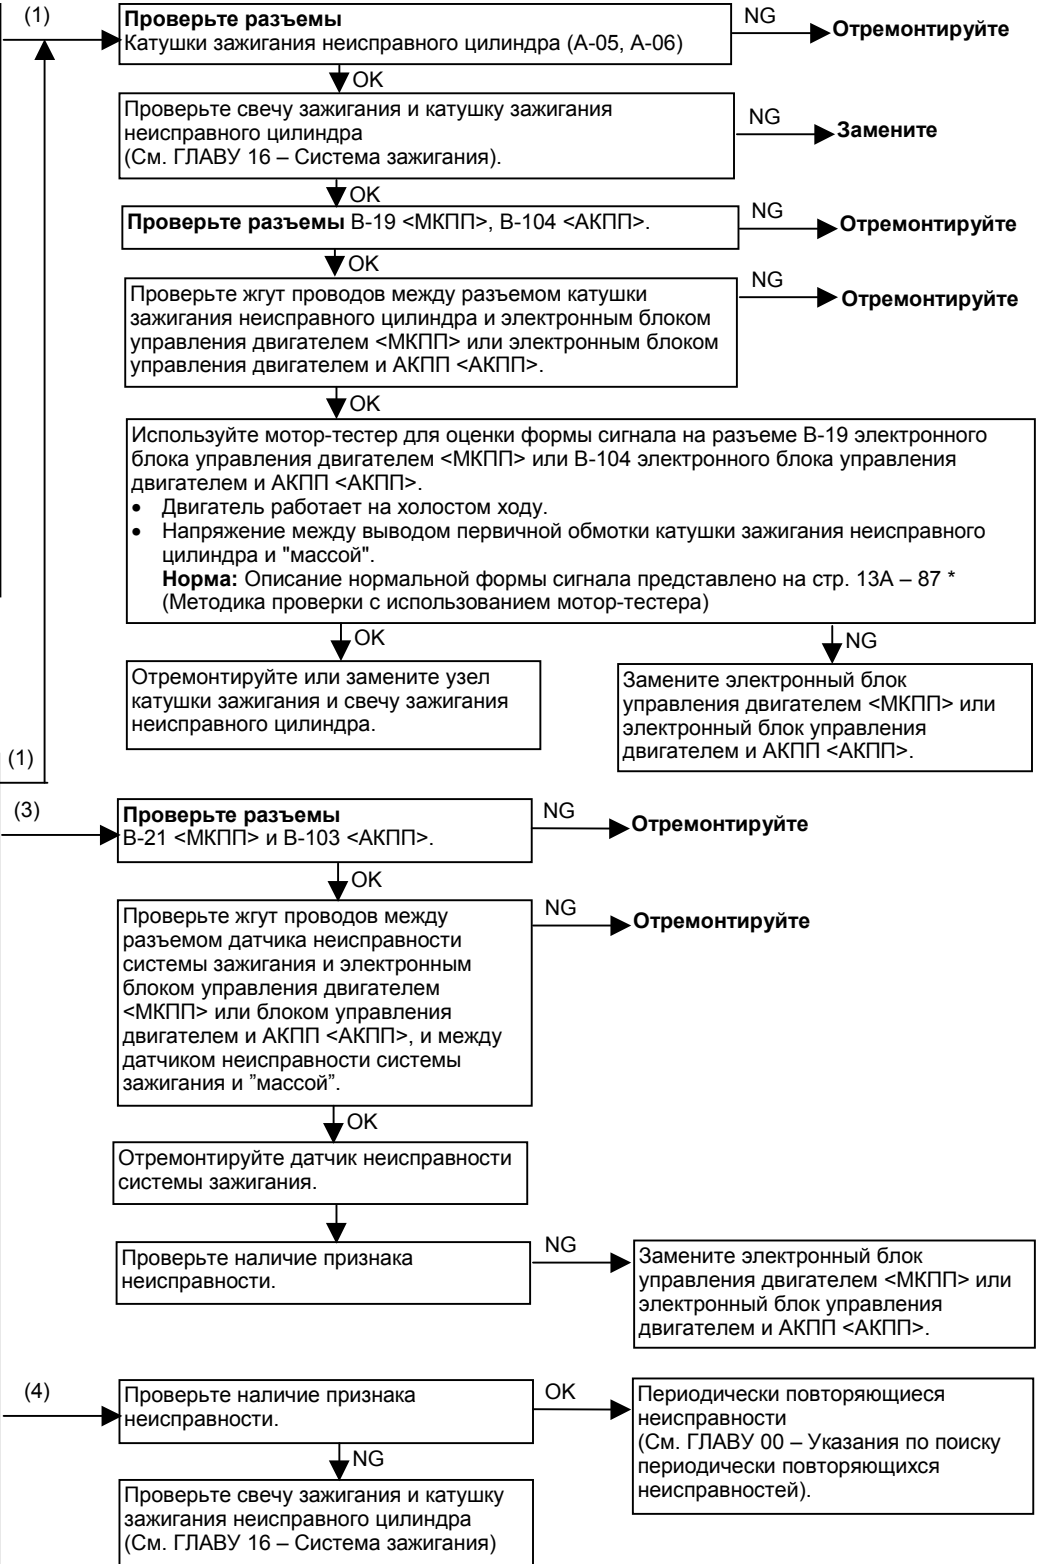 (1)
Проверьте разъемы
Катушки зажигания неисправного цилиндра (А-05, А-06)
NG
Отремонтируйте
OK
Проверьте свечу зажигания и катушку зажигания
неисправного цилиндра
(См. ГЛАВУ 16 – Система зажигания).
NG
Замените
OK
Проверьте разъемы В-19 <МКПП>, В-104 <АКПП>.
NG
Отремонтируйте
OK
Проверьте жгут проводов между разъемом катушки
зажигания неисправного цилиндра и электронным блоком
управления двигателем <МКПП> или электронным блоком
управления двигателем и АКПП <АКПП>.
NG
Отремонтируйте
OK
Используйте мотор-тестер для оценки формы сигнала на разъеме В-19 электронного
блока управления двигателем <МКПП> или В-104 электронного блока управления
двигателем и АКПП <АКПП>.
• Двигатель работает на холостом ходу.
• Напряжение между выводом первичной обмотки катушки зажигания неисправного
цилиндра и "массой".
Норма: Описание нормальной формы сигнала представлено на стр. 13А – 87 *
(Методика проверки с использованием мотор-тестера)
OK
NG
Отремонтируйте или замените узел
катушки зажигания и свечу зажигания
неисправного цилиндра.
Замените электронный блок
управления двигателем <МКПП> или
электронный блок управления
двигателем и АКПП <АКПП>.
(1)
(3)
Проверьте разъемы
В-21 <МКПП> и В-103 <АКПП>.
NG
Отремонтируйте
OK
Проверьте жгут проводов между
разъемом датчика неисправности
системы зажигания и электронным
блоком управления двигателем
<МКПП> или блоком управления
двигателем и АКПП <АКПП>, и между
датчиком неисправности системы
зажигания и ”массой”.
NG
Отремонтируйте
OK
Отремонтируйте датчик неисправности
системы зажигания.
Проверьте наличие признака
неисправности.
NG
Замените электронный блок
управления двигателем <МКПП> или
электронный блок управления
двигателем и АКПП <АКПП>.
(4)
Проверьте наличие признака
неисправности.
OK
Периодически повторяющиеся
неисправности
(См. ГЛАВУ 00 – Указания по поиску
периодически повторяющихся
неисправностей).
NG
Проверьте свечу зажигания и катушку
зажигания неисправного цилиндра
(См. ГЛАВУ 16 – Система зажигания)